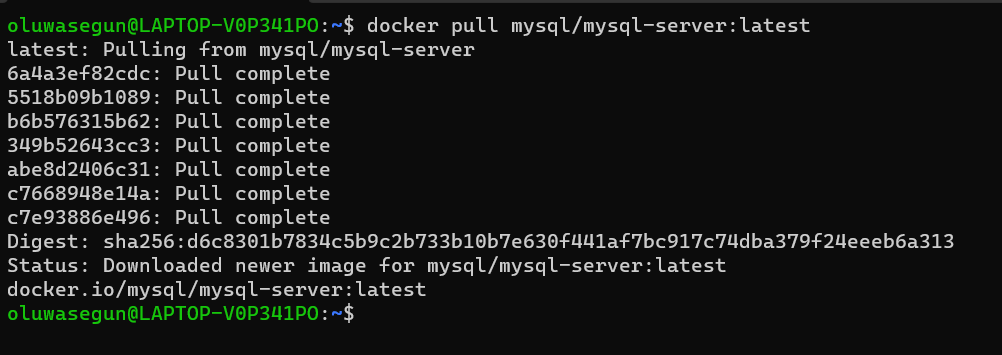 oluwasegun@LAPTOP-V0P341PO:~$ docker pull mysql/mysql-server:latest
latest: Pulling from mysql/mysql-server
6a4a3ef82cdc: Pull complete
5518b09b1089: Pull complete
b6b576315b62: Pull complete
349b52643cc3: Pull complete
abe8d2406c31: Pull complete
c7668948e14a: Pull complete
c7e93886e496: Pull complete
Digest: sha256:d6c8301b7834c5b9c2b733b10b7e630f441af7bc917c74dba379f24eeeb6a313
Status: Downloaded newer image for mysql/mysql-server:latest
docker.io/mysql/mysql-server:latest
oluwasegun@LAPTOP-V0P341PO:~$